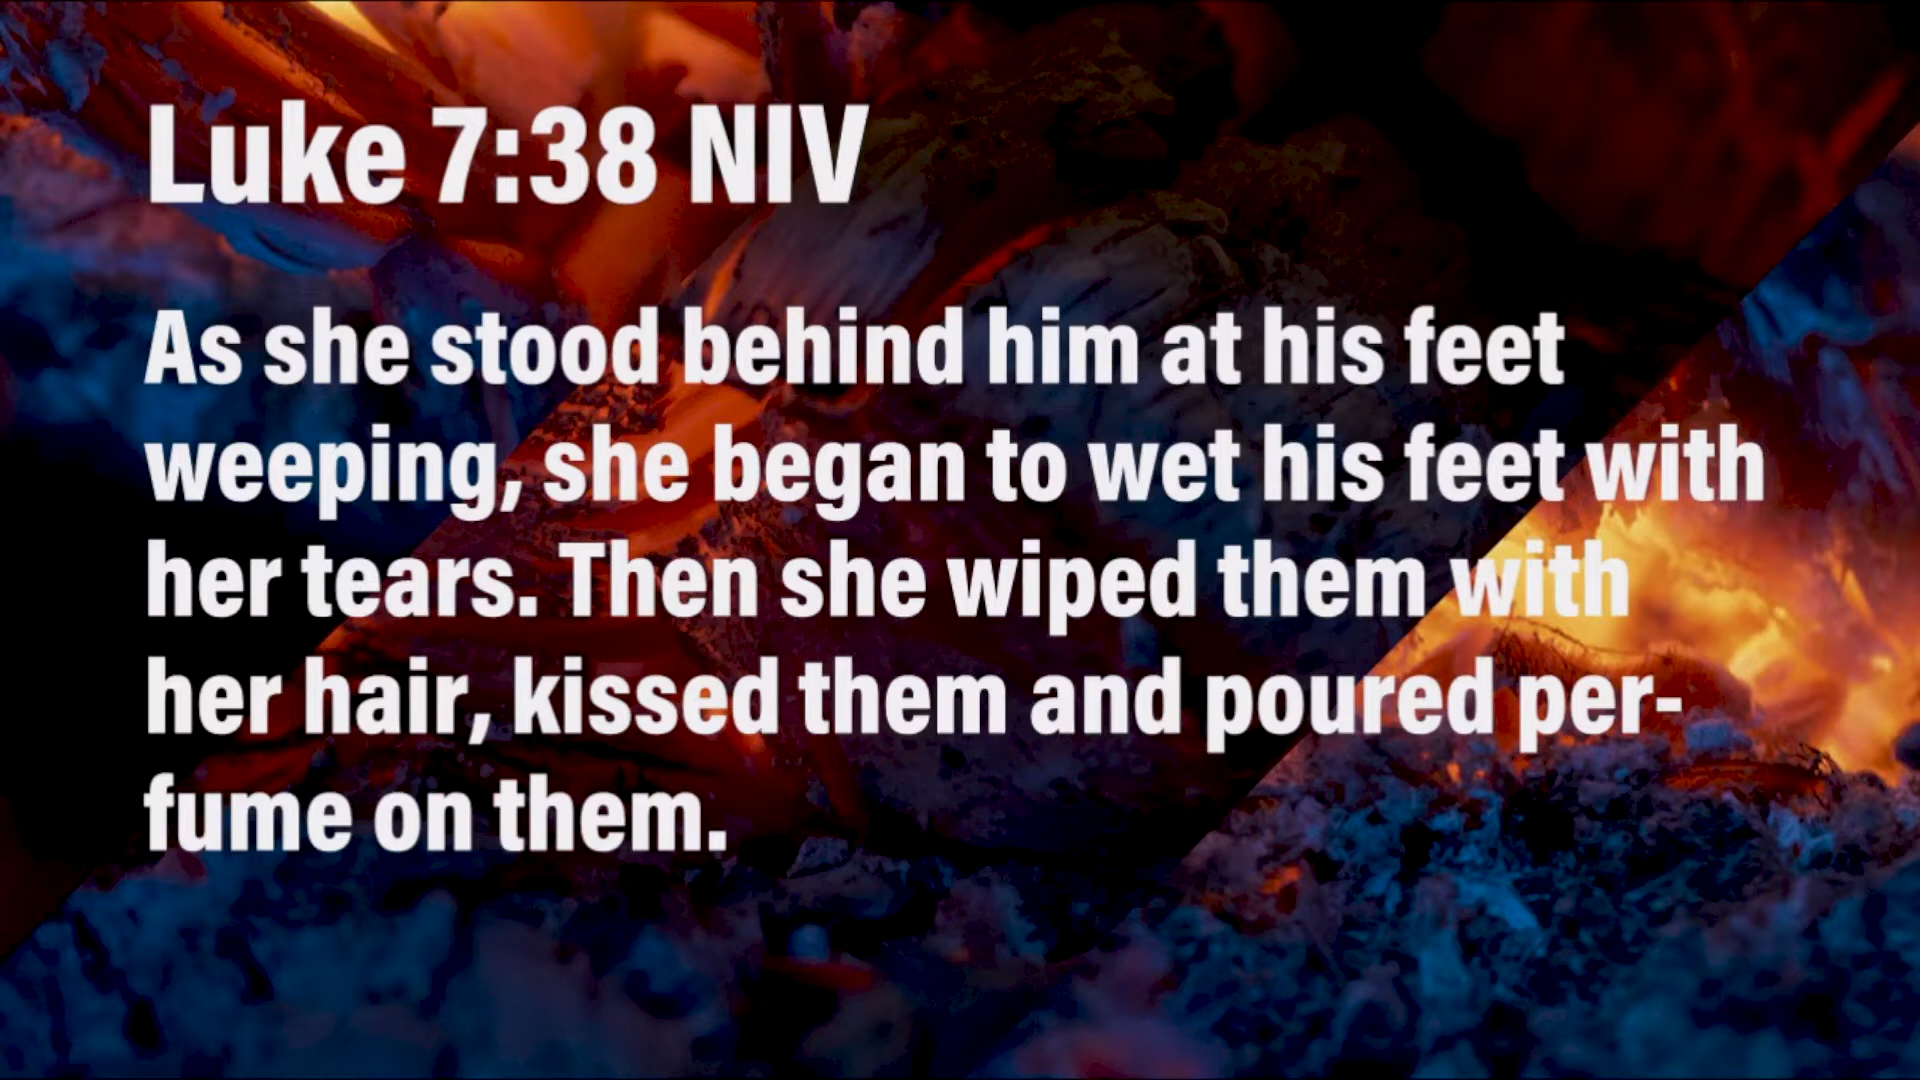 Luke 7:38 NIV
As she stood behind him at his feet
weeping, she began to wet his feet with
her tears. Then she wiped them with
her hair, kissed them and poured per-
fume on them.